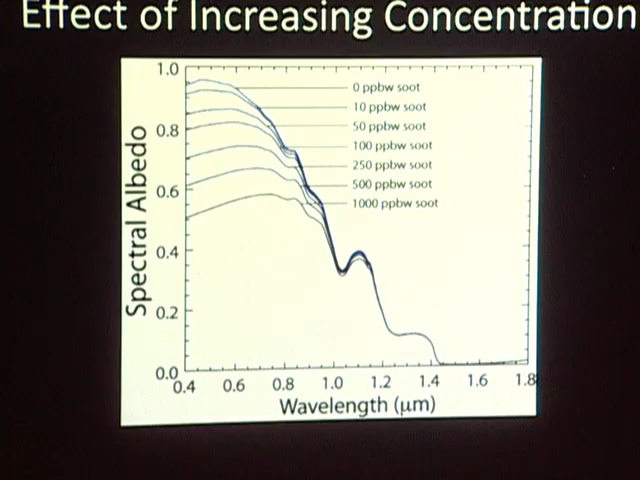 Effect of Increasing Concentration
1.0
0.8
0.6
0.4
0.2
0.0
Spectral Albedo
0 ppbw soot
10 ppbw soot
50 ppbw soot
100 ppbw soot
250 ppbw soot
500 ppbw soot
1000 ppbw soot
0.4 0.6 0.8 1.0 1.2 1.4 1.6 1.8
Wavelength (μm)